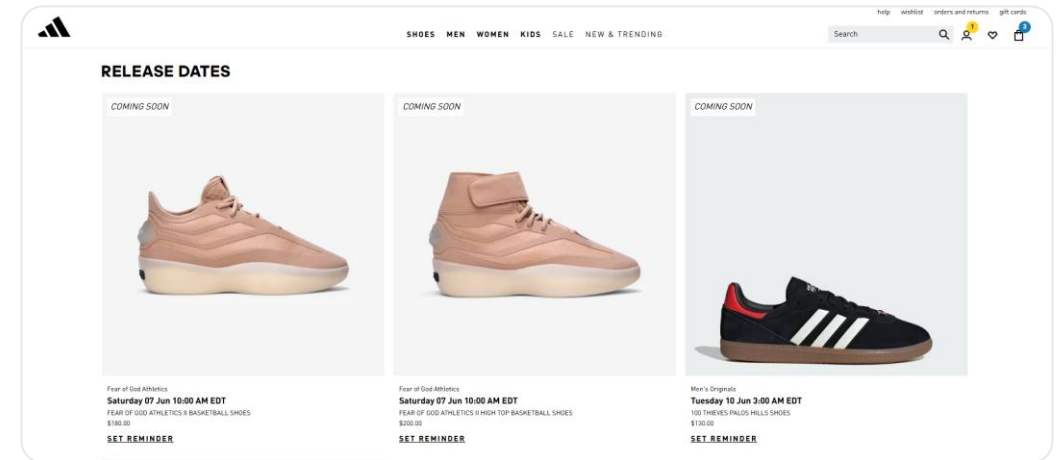 help wishlist orders and returns gift cards
SHOES MEN WOMEN KIDS SALE NEW & TRENDING
Search
1
3
RELEASE DATES
COMING SOON
COMING SOON
COMING SOON
Fear of God Athletics
Saturday 07 Jun 10:00 AM EDT
FEAR OF GOD ATHLETICS II BASKETBALL SHOES
$180.00
SET REMINDER
Fear of God Athletics
Saturday 07 Jun 10:00 AM EDT
FEAR OF GOD ATHLETICS II HIGH TOP BASKETBALL SHOES
$200.00
SET REMINDER
Men's Originals
Tuesday 10 Jun 3:00 AM EDT
100 THIEVES PALOS HILLS SHOES
$130.00
SET REMINDER